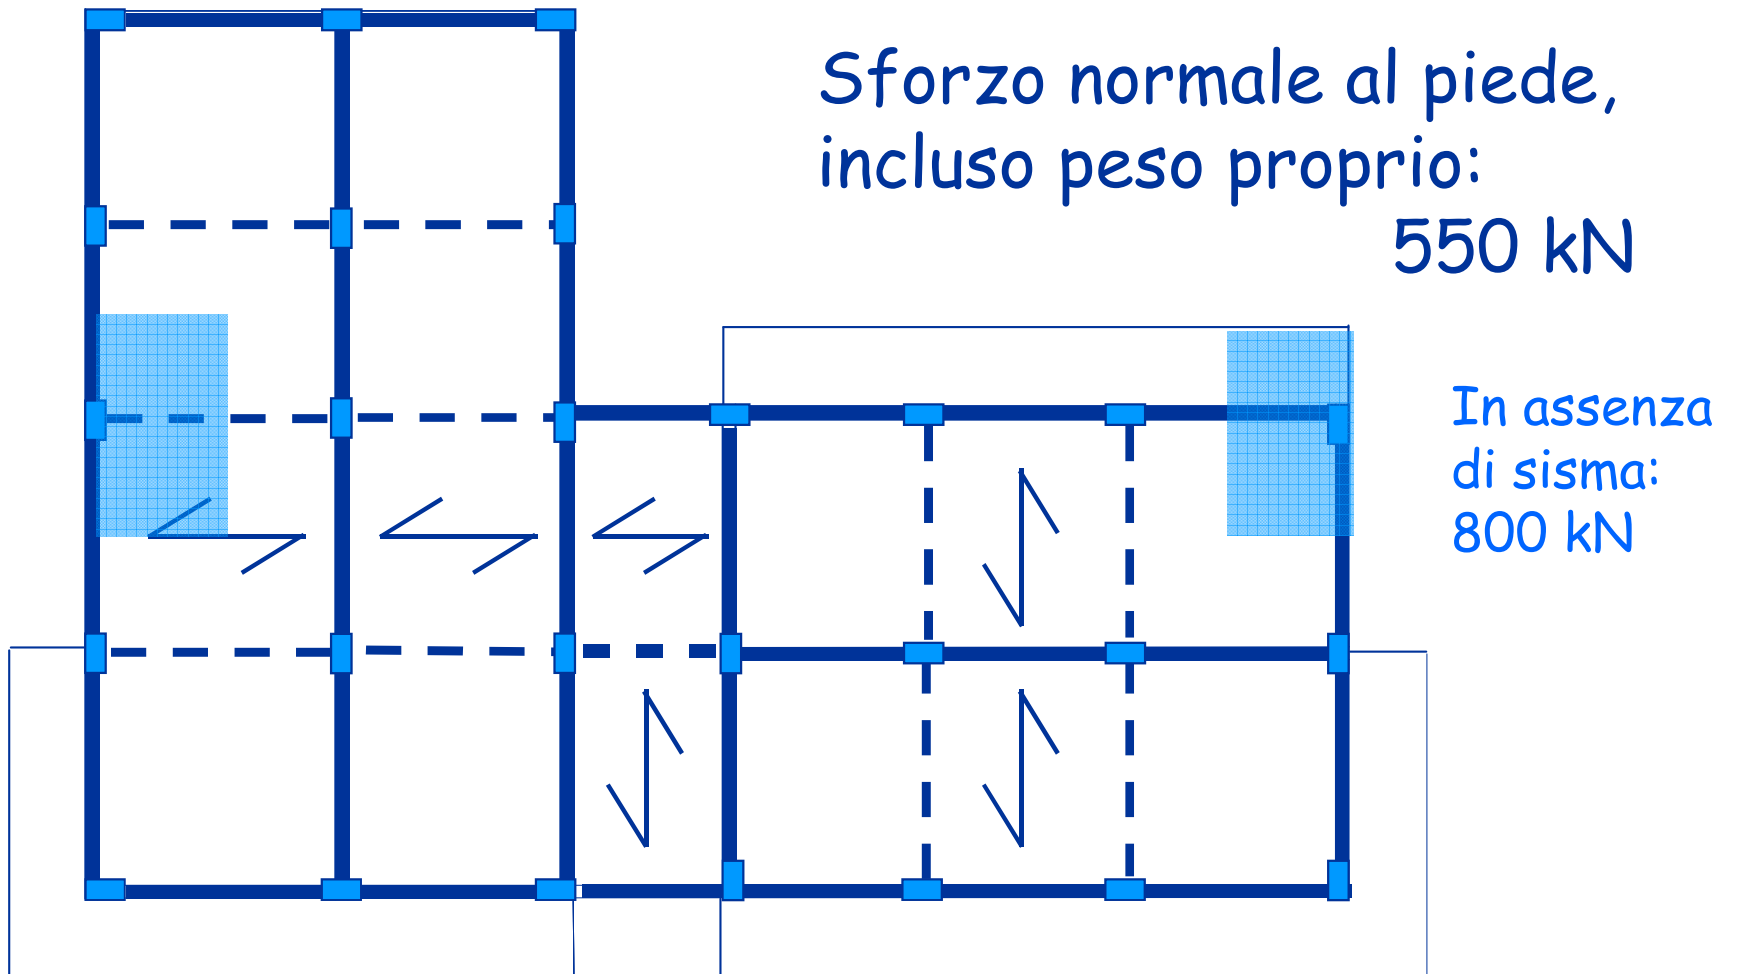 Sforzo normale al piede,
incluso peso proprio:
550 kN
In assenza
di sisma:
800 kN